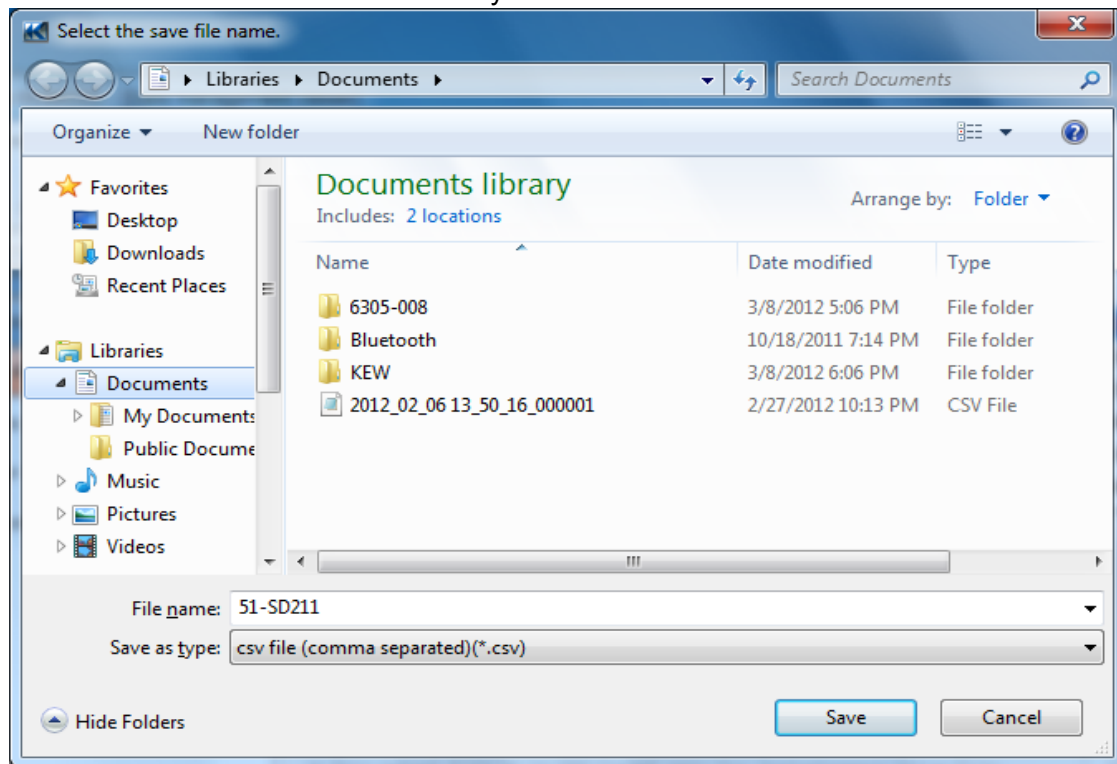 y
Select the save file name.
Libraries Documents
Search Documents
Organize New folder
Favorites
Desktop
Downloads
Recent Places
Libraries
Documents
My Documents
Public Docume
Music
Pictures
Videos
Documents library
Includes: 2 locations
Arrange by: Folder
Name Date modified Type
6305-008 3/8/2012 5:06 PM File folder
Bluetooth 10/18/2011 7:14 PM File folder
KEW 3/8/2012 6:06 PM File folder
2012_02_06 13_50_16_000001 2/27/2012 10:13 PM CSV File
File name: 51-SD211
Save as type: csv file (comma separated)(*.csv)
Hide Folders
Save Cancel